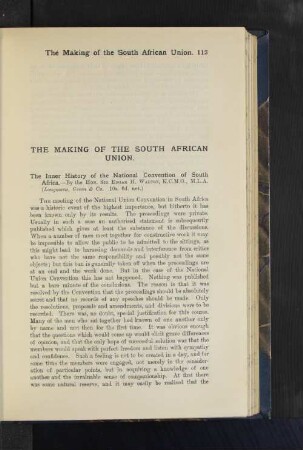 The Making of the South African Union. 113
THE MAKING OF THE SOUTH AFRICAN
UNION.
The Inner History of the National Convention of South
Africa.—By the Hon. Sir Edgar H. Walton, K.C.M.G., M.L.A.
(Longmans, Green & Co. 10s. 6d. net.)
The meeting of the National Union Convention in South Africa
was a historic event of the highest importance, but hitherto it has
been known only by its results. The proceedings were private.
Usually in such a case an authorised statement is subsequently
published which gives at least the substance of the discussions.
When a number of men meet together for constructive work it may
be impossible to allow the public to be admitted to the sittings, as
this might lead to harassing demands and interference from either
who have not the same responsibility and possibly not the same
objects; but this ban is generally taken off when the proceedings are
at an end and the work done. But in the case of the National
Union Convention this has not happened. Nothing was published
but a bare minute of the conclusions. The reason is that it was
resolved by the Convention that the proceedings should be absolutely
secret and that no records of any speeches should be made. Only
the resolutions, proposals and amendments, and divisions were to be
recorded. There was, no doubt, special justification for this course.
Many of the men who sat together had known of one another only
by name and met there for the first time. It was obvious enough
that the questions which would come up would elicit grave differences
of opinion, and that the only hope of successful solution was that the
members would speak with perfect freedom and listen with sympathy
and confidence. Such a feeling is not to be created in a day, and for
some time the members were engaged, not merely in the consider-
ation of particular points, but in acquiring a knowledge of one
another and the invaluable sense of companionship. At first there
was some natural reserve, and it may easily be realised that the